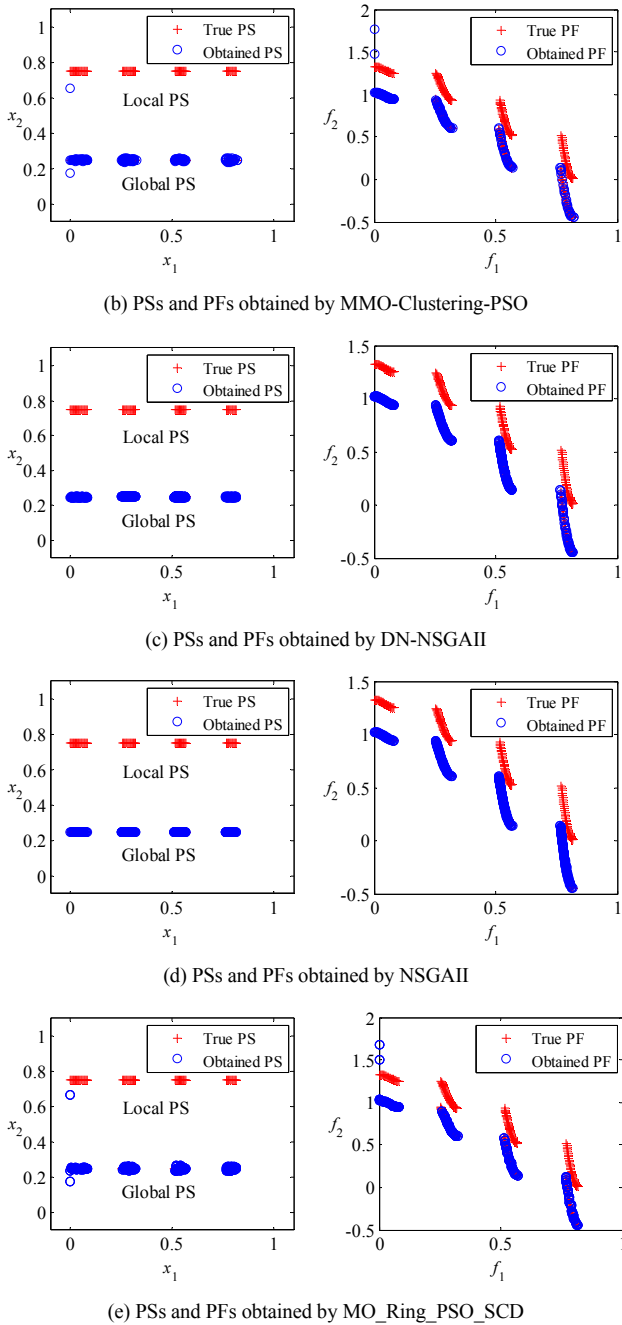 1
0.8
0.6
0.4
0.2
0
x2
0
0.5
1
x1
True PS
Obtained PS
Local PS
Global PS
2
1.5
1
0.5
0
-0.5
f2
0
0.5
1
f1
True PF
Obtained PF
(b) PSs and PFs obtained by MMO-Clustering-PSO
1
0.8
0.6
0.4
0.2
0
x2
0
0.5
1
x1
True PS
Obtained PS
Local PS
Global PS
1.5
1
0.5
0
-0.5
f2
0
0.5
1
f1
True PF
Obtained PF
(c) PSs and PFs obtained by DN-NSGAII
1
0.8
0.6
0.4
0.2
0
x2
0
0.5
1
x1
True PS
Obtained PS
Local PS
Global PS
1.5
1
0.5
0
-0.5
f2
0
0.5
1
f1
True PF
Obtained PF
(d) PSs and PFs obtained by NSGAII
1
0.8
0.6
0.4
0.2
0
x2
0
0.5
1
x1
True PS
Obtained PS
Local PS
Global PS
2
1.5
1
0.5
0
-0.5
f2
0
0.5
1
f1
True PF
Obtained PF
(e) PSs and PFs obtained by MO_Ring_PSO_SCD